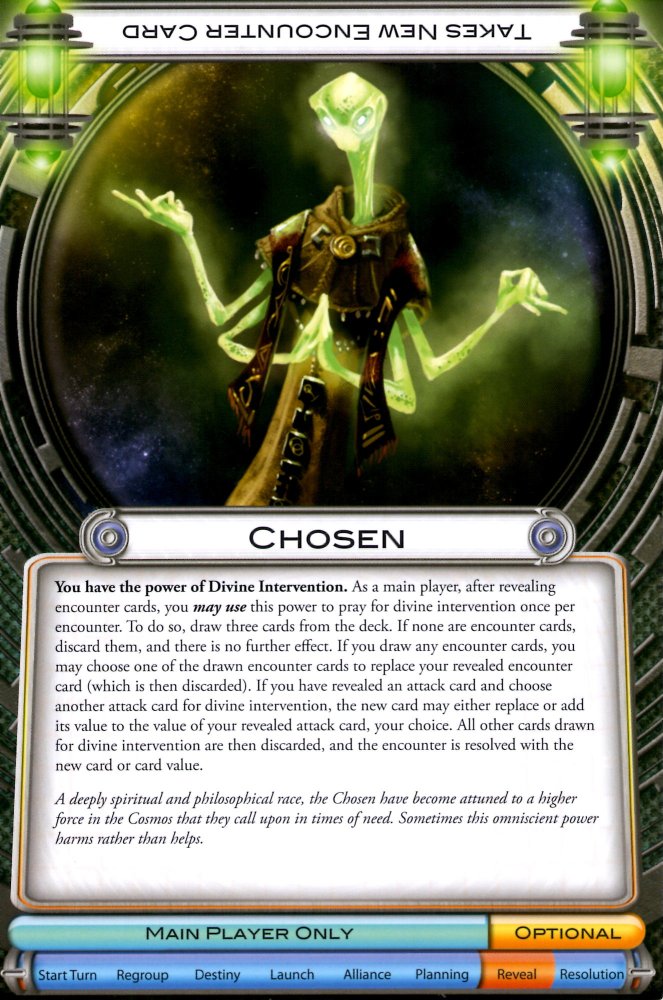 TAKES NEW ENCOUNTER CARD
CHOSEN
You have the power of Divine Intervention. As a main player, after revealing
encounter cards, you may use this power to pray for divine intervention once per
encounter. To do so, draw three cards from the deck. If none are encounter cards,
discard them, and there is no further effect. If you draw any encounter cards, you
may choose one of the drawn encounter cards to replace your revealed encounter
card (which is then discarded). If you have revealed an attack card and choose
another attack card for divine intervention, the new card may either replace or add
its value to the value of your revealed attack card, your choice. All other cards drawn
for divine intervention are then discarded, and the encounter is resolved with the
new card or card value.
A deeply spiritual and philosophical race, the Chosen have become attuned to a higher
force in the Cosmos that they call upon in times of need. Sometimes this omniscient power
harms rather than helps.
MAIN PLAYER ONLY OPTIONAL
Start Turn Regroup Destiny Launch Alliance Planning Reveal Resolution